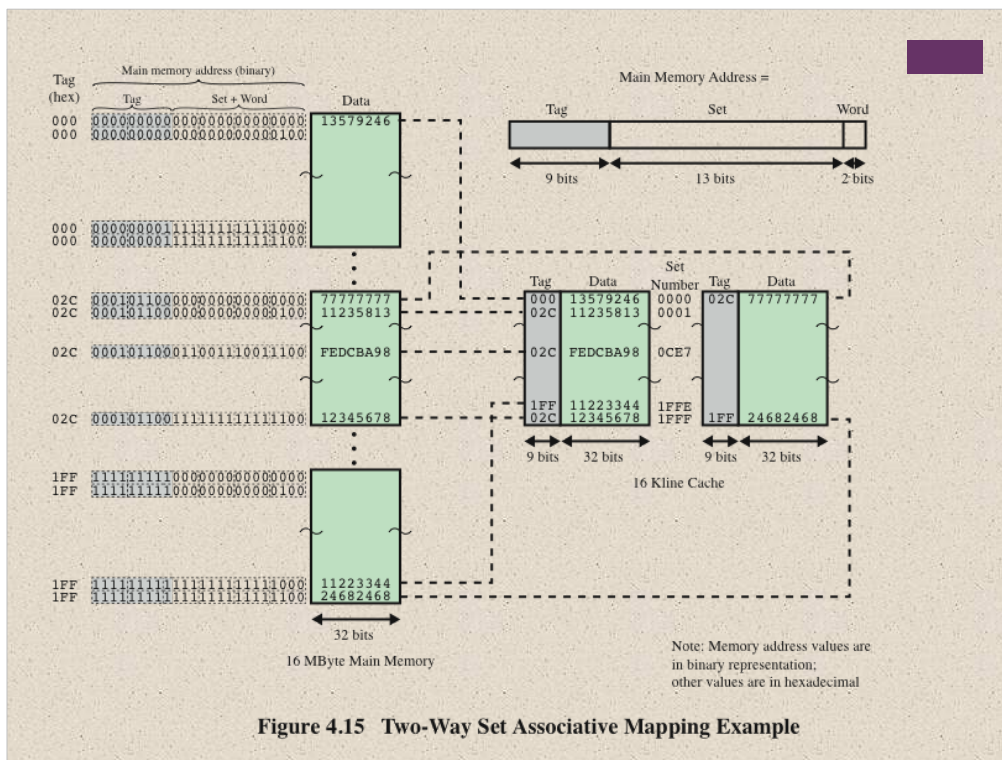 Main memory address (binary)
Tag
(hex)
Tag
Set + Word
Data
000 000000000000000000000000 13579246
000 000000000000000000000100
000 000000001111111111111000
000 000000001111111111111100
02C 000101100000000000000000 77777777
02C 000101100000000000000100 11235813
02C 000101100011001110011100 FEDCBA98
02C 000101100111111111111100 12345678
1FF 111111111000000000000000
1FF 111111111000000000000100
1FF 111111111111111111111000 11223344
1FF 111111111111111111111100 24682468
32 bits
16 MByte Main Memory
Main Memory Address =
Tag Set Word
9 bits 13 bits 2 bits
Set
Tag Data Number Tag Data
000 13579246 0000 02C 77777777
02C 11235813 0001
02C FEDCBA98 0CE7
1FF 11223344 1FFE
02C 12345678 1FFF 1FF 24682468
9 bits 32 bits 9 bits 32 bits
16 Kline Cache
Note: Memory address values are
in binary representation;
other values are in hexadecimal
Figure 4.15 Two-Way Set Associative Mapping Example